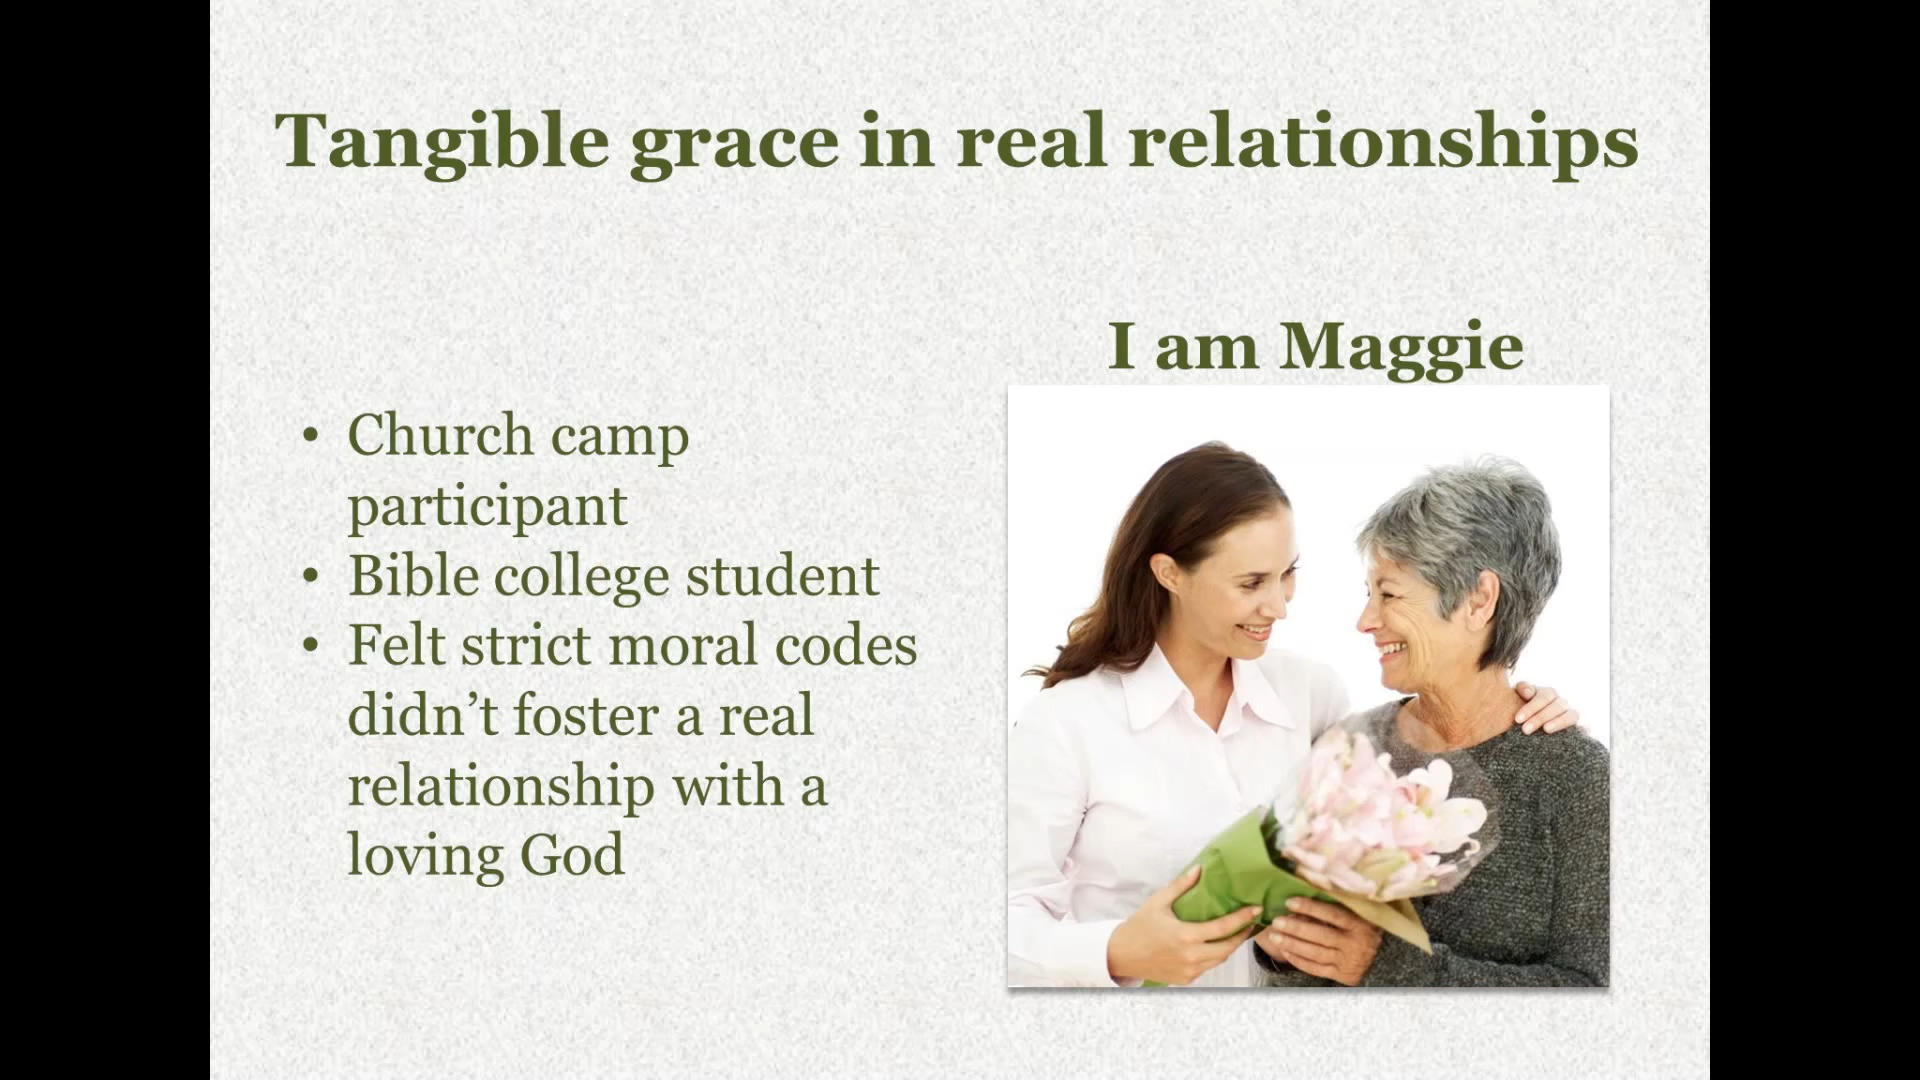 Tangible grace in real relationships
I am Maggie
• Church camp
participant
• Bible college student
• Felt strict moral codes
didn’t foster a real
relationship with a
loving God